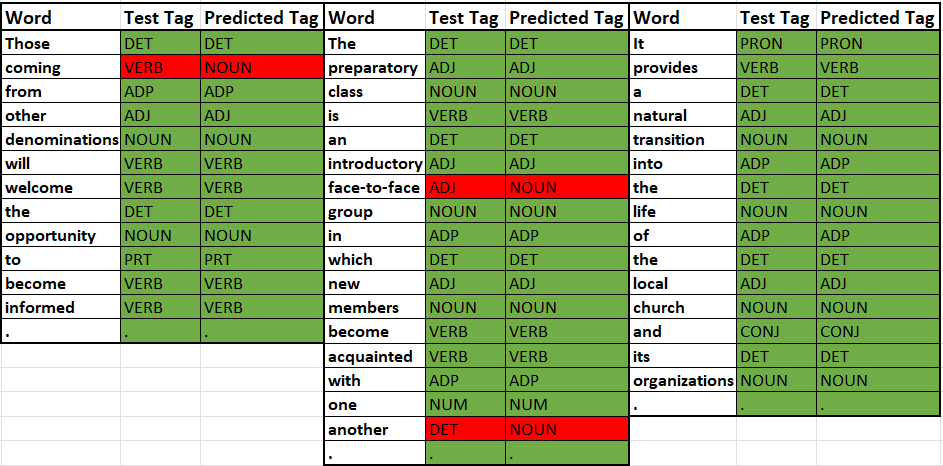 Word Test Tag Predicted Tag Word Test Tag Predicted Tag Word Test Tag Predicted Tag
Those DET DET The DET DET It PRON PRON
coming VERB NOUN preparatory ADJ ADJ provides VERB VERB
from ADP ADP class NOUN NOUN a DET DET
other ADJ ADJ is VERB VERB natural ADJ ADJ
denominations NOUN NOUN an DET DET transition NOUN NOUN
will VERB VERB introductory ADJ ADJ into ADP ADP
welcome VERB VERB face-to-face ADJ NOUN the DET DET
the DET DET group NOUN NOUN life NOUN NOUN
opportunity NOUN NOUN in ADP ADP of ADP ADP
to PRT PRT which DET DET the DET DET
become VERB VERB new ADJ ADJ local ADJ ADJ
informed VERB VERB members NOUN NOUN church NOUN NOUN
. . . become VERB VERB and CONJ CONJ
acquainted VERB VERB its DET DET
with ADP ADP organizations NOUN NOUN
one NUM NUM . . .
another DET NOUN
. . .